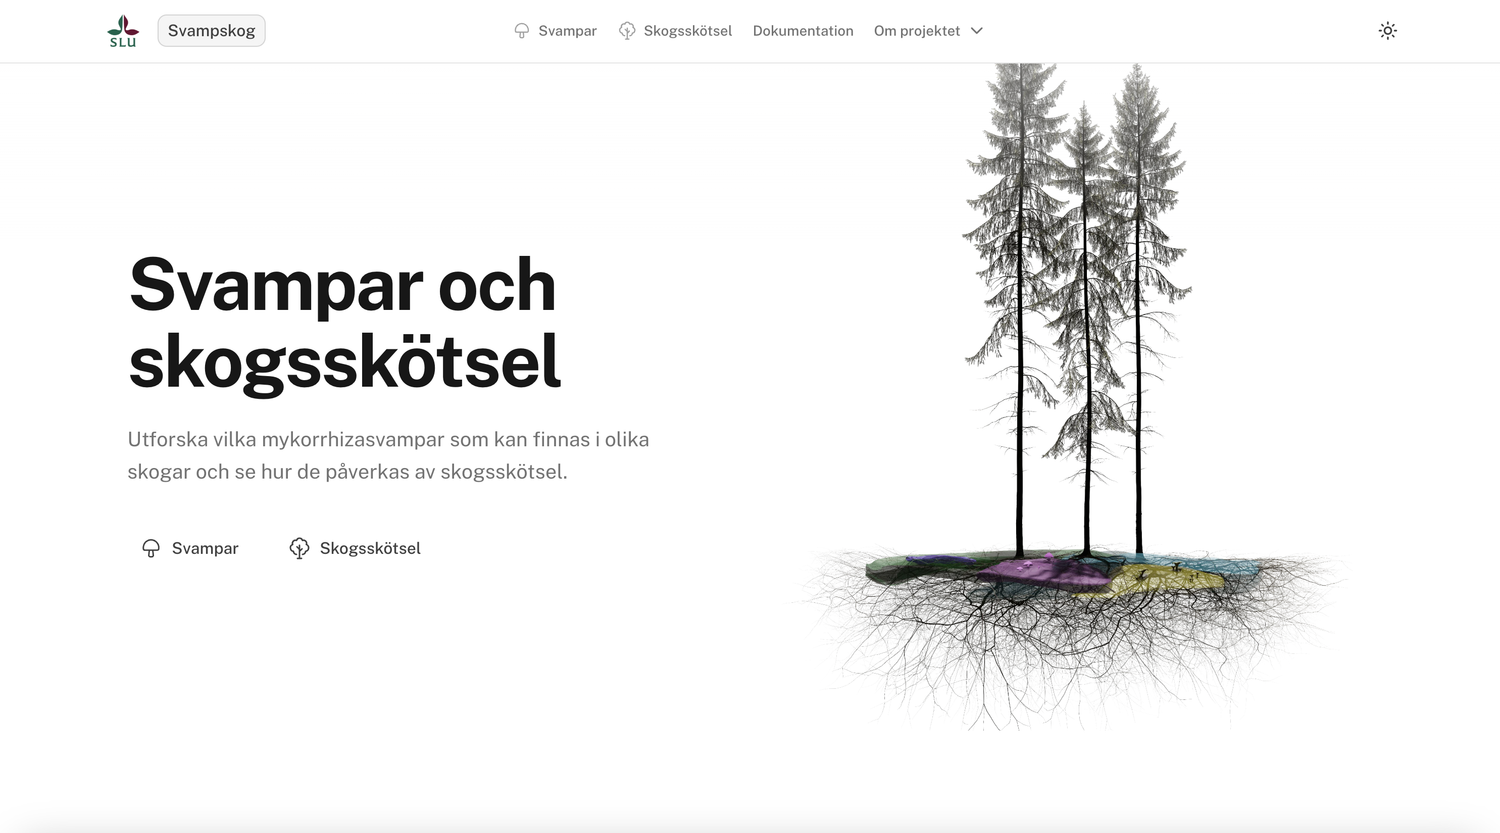 SLU
Svampskog
Svampar
Skogsskötsel
Dokumentation
Om projektet
Svampar och
skogsskötsel
Utforska vilka mykorrhizasvampar som kan finnas i olika
skogar och se hur de påverkas av skogsskötsel.
Svampar
Skogsskötsel